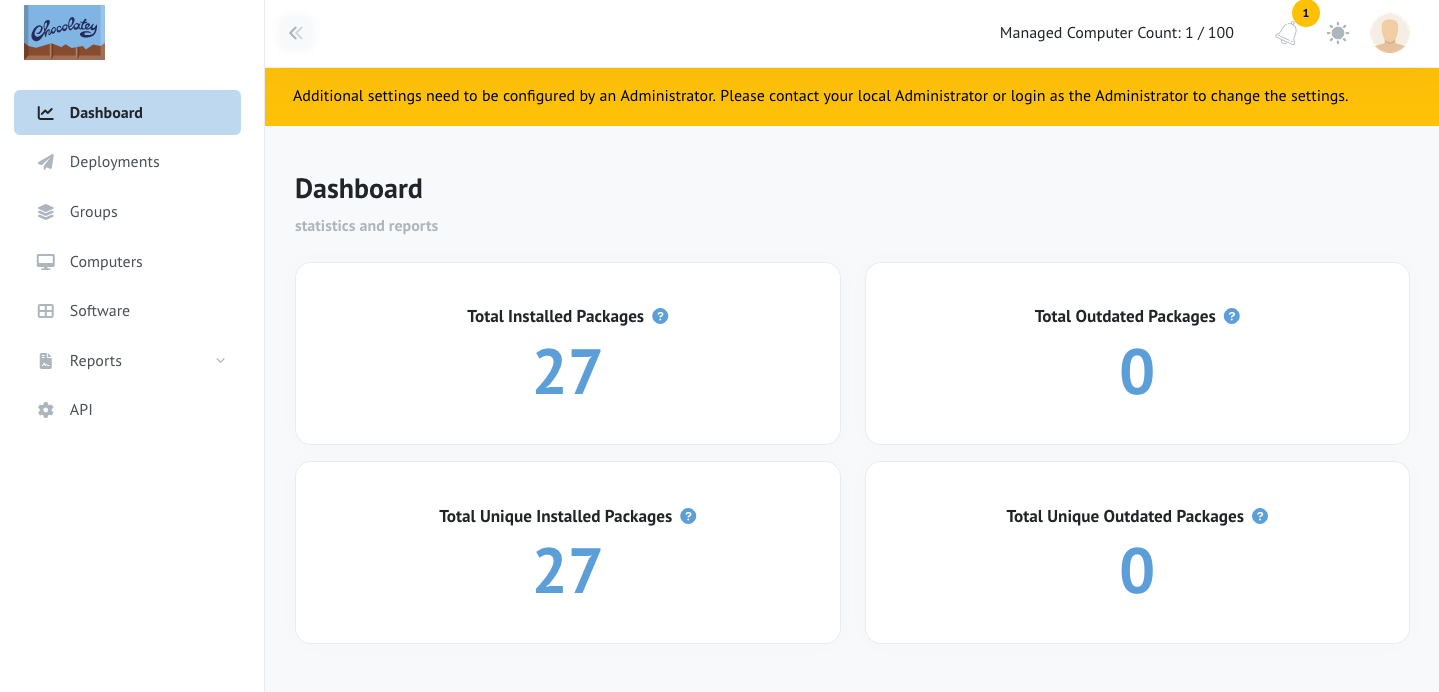 Chocolatey
Managed Computer Count: 1 / 100
1
Additional settings need to be configured by an Administrator. Please contact your local Administrator or login as the Administrator to change the settings.
Dashboard
Deployments
Groups
Computers
Software
Reports
API
Dashboard
statistics and reports
Total Installed Packages ?
27
Total Outdated Packages ?
0
Total Unique Installed Packages ?
27
Total Unique Outdated Packages ?
0